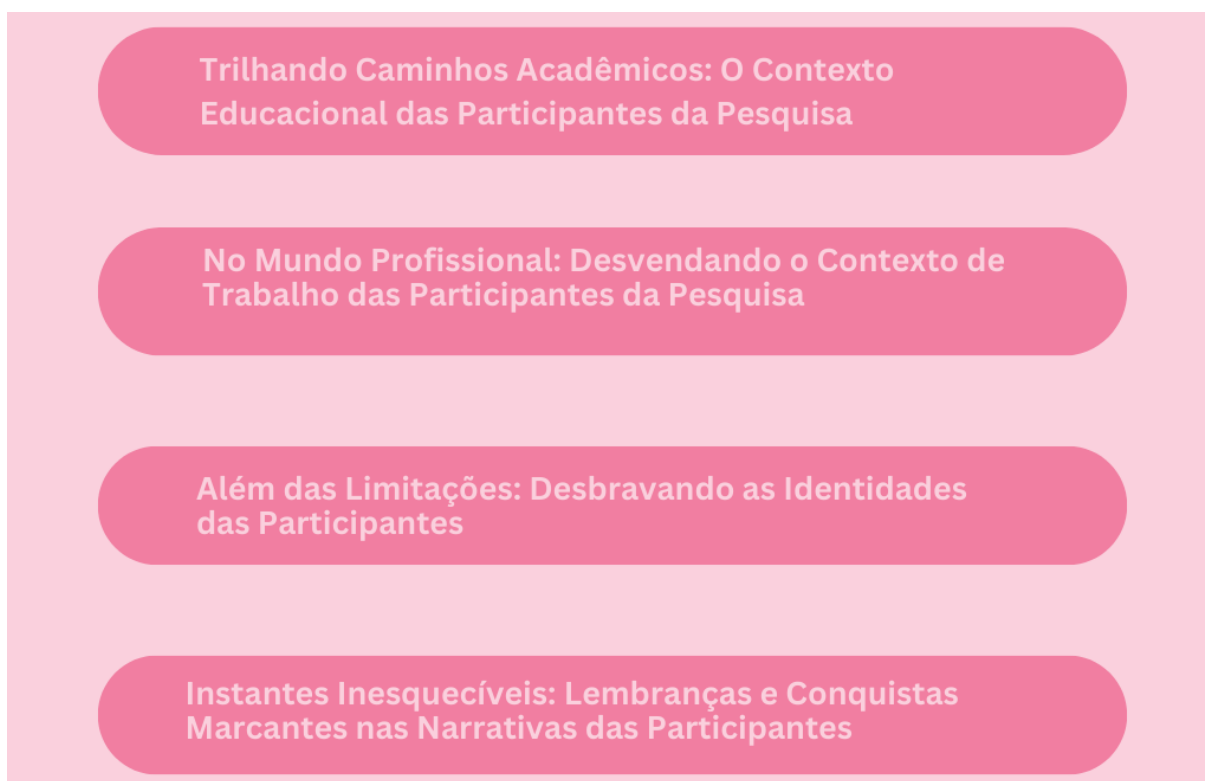 Trilhando Caminhos Acadêmicos: O Contexto
Educacional das Participantes da Pesquisa
No Mundo Profissional: Desvendando o Contexto de
Trabalho das Participantes da Pesquisa
Além das Limitações: Desbravando as Identidades
das Participantes
Instantes Inesquecíveis: Lembranças e Conquistas
Marcantes nas Narrativas das Participantes